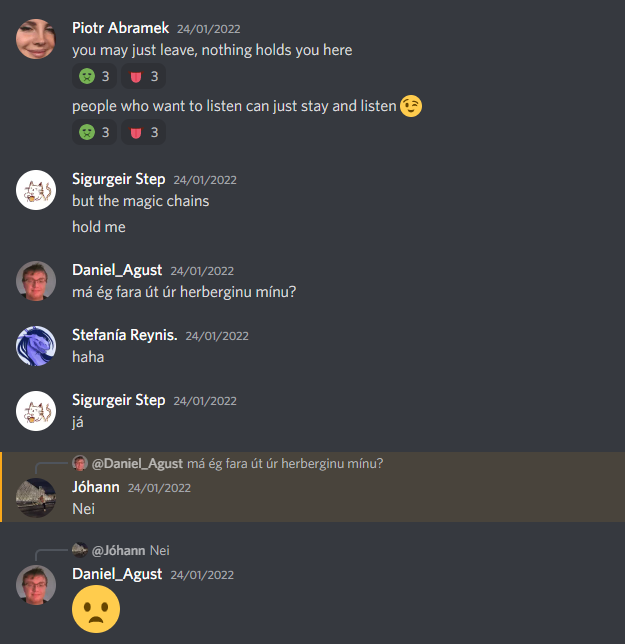 Piotr Abramek 24/01/2022
you may just leave, nothing holds you here
3 3
people who want to listen can just stay and listen 😉
3 3
Sigurgeir Step 24/01/2022
but the magic chains
hold me
Daniel_Agust 24/01/2022
má ég fara út úr herberginu mínu?
Stefanía Reynis. 24/01/2022
haha
Sigurgeir Step 24/01/2022
já
@Daniel_Agust má ég fara út úr herberginu mínu?
Jóhann 24/01/2022
Nei
@Jóhann Nei
Daniel_Agust 24/01/2022